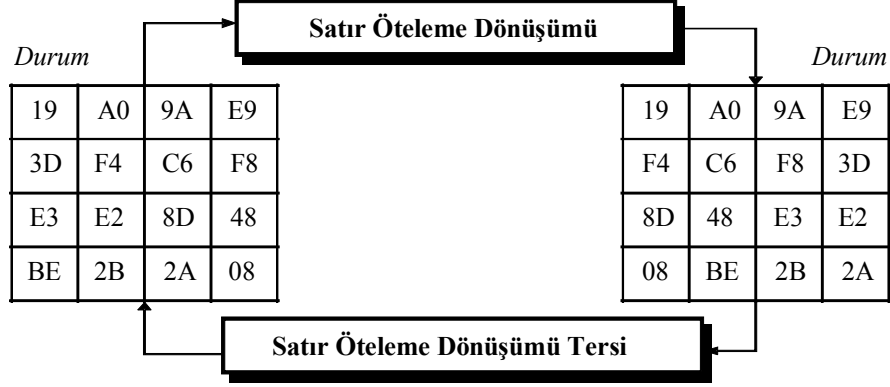 Satır Öteleme Dönüşümü
Durum
Durum
19 A0 9A E9
3D F4 C6 F8
E3 E2 8D 48
BE 2B 2A 08
19 A0 9A E9
F4 C6 F8 3D
8D 48 E3 E2
08 BE 2B 2A
Satır Öteleme Dönüşümü Tersi